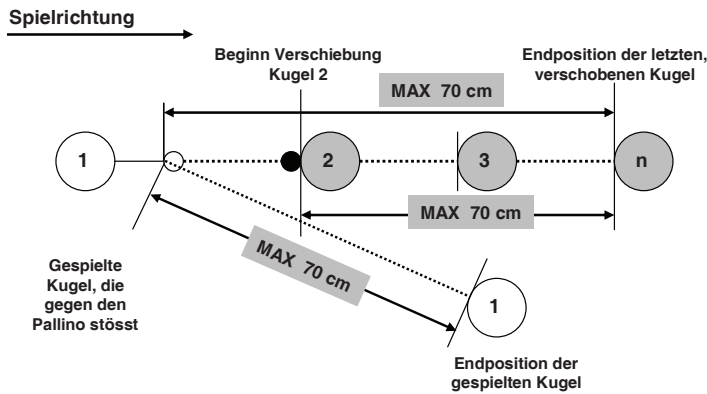 Spielrichtung
Beginn Verschiebung
Kugel 2
Endposition der letzten,
verschobenen Kugel
MAX 70 cm
1
2
3
n
MAX 70 cm
MAX 70 cm
Gespielte
Kugel, die
gegen den
Pallino stösst
1
Endposition der
gespielten Kugel